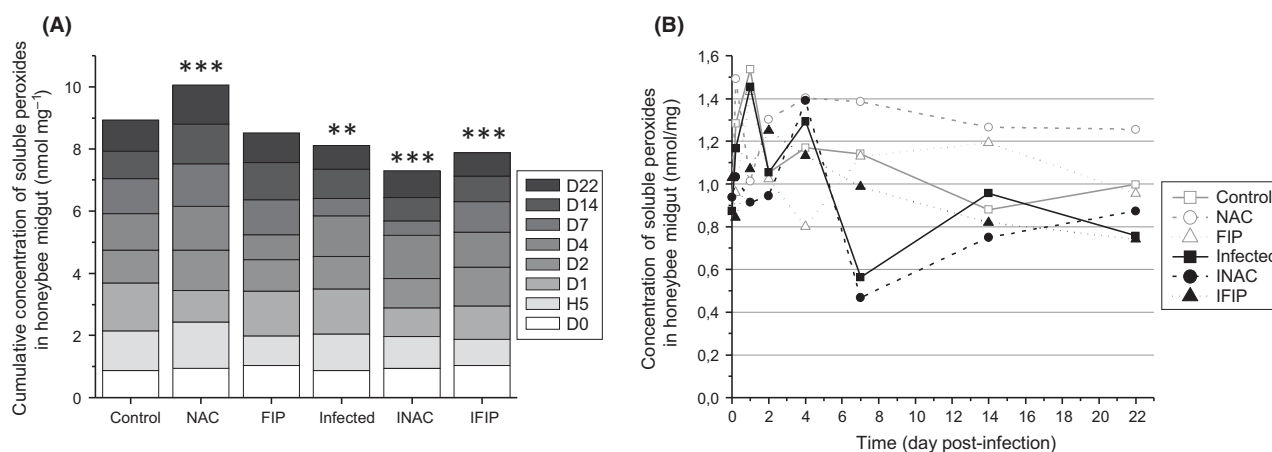 (A)
Cumulative concentration of soluble peroxides
in honeybee midgut (nmol mg⁻¹)
10
8
6
4
2
0
***
**
***
***
Control NAC FIP Infected INAC IFIP
D22
D14
D7
D4
D2
D1
H5
D0
(B)
Concentration of soluble peroxides
in honeybee midgut (nmol/mg)
1,6
1,4
1,2
1,0
0,8
0,6
0,4
0,2
0,0
0 2 4 6 8 10 12 14 16 18 20 22
Time (day post-infection)
Control
NAC
FIP
Infected
INAC
IFIP